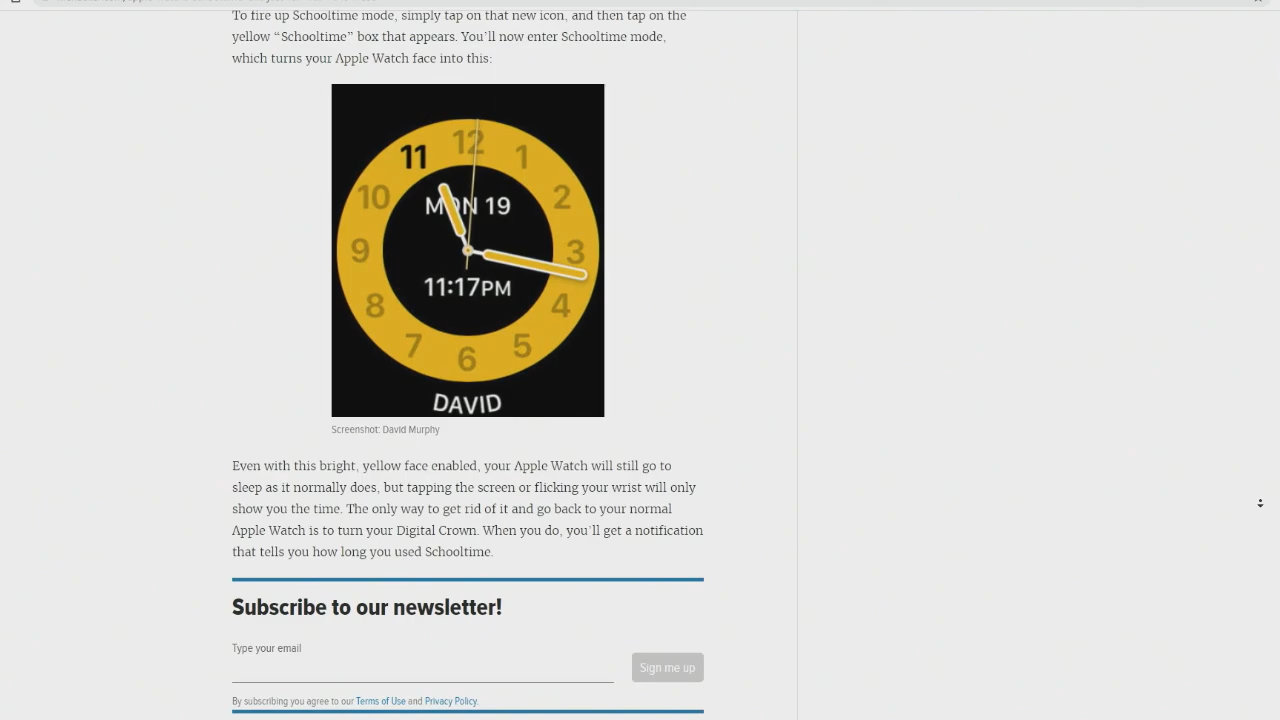 To fire up Schooltime mode, simply tap on that new icon, and then tap on the
yellow “Schooltime” box that appears. You’ll now enter Schooltime mode,
which turns your Apple Watch face into this:
12
11
1
10
2
MON 19
9
3
11:17PM
8
4
7
5
6
DAVID
Screenshot: David Murphy
Even with this bright, yellow face enabled, your Apple Watch will still go to
sleep as it normally does, but tapping the screen or flicking your wrist will only
show you the time. The only way to get rid of it and go back to your normal
Apple Watch is to turn your Digital Crown. When you do, you’ll get a notification
that tells you how long you used Schooltime.
Subscribe to our newsletter!
Type your email
Sign me up
By subscribing you agree to our Terms of Use and Privacy Policy.